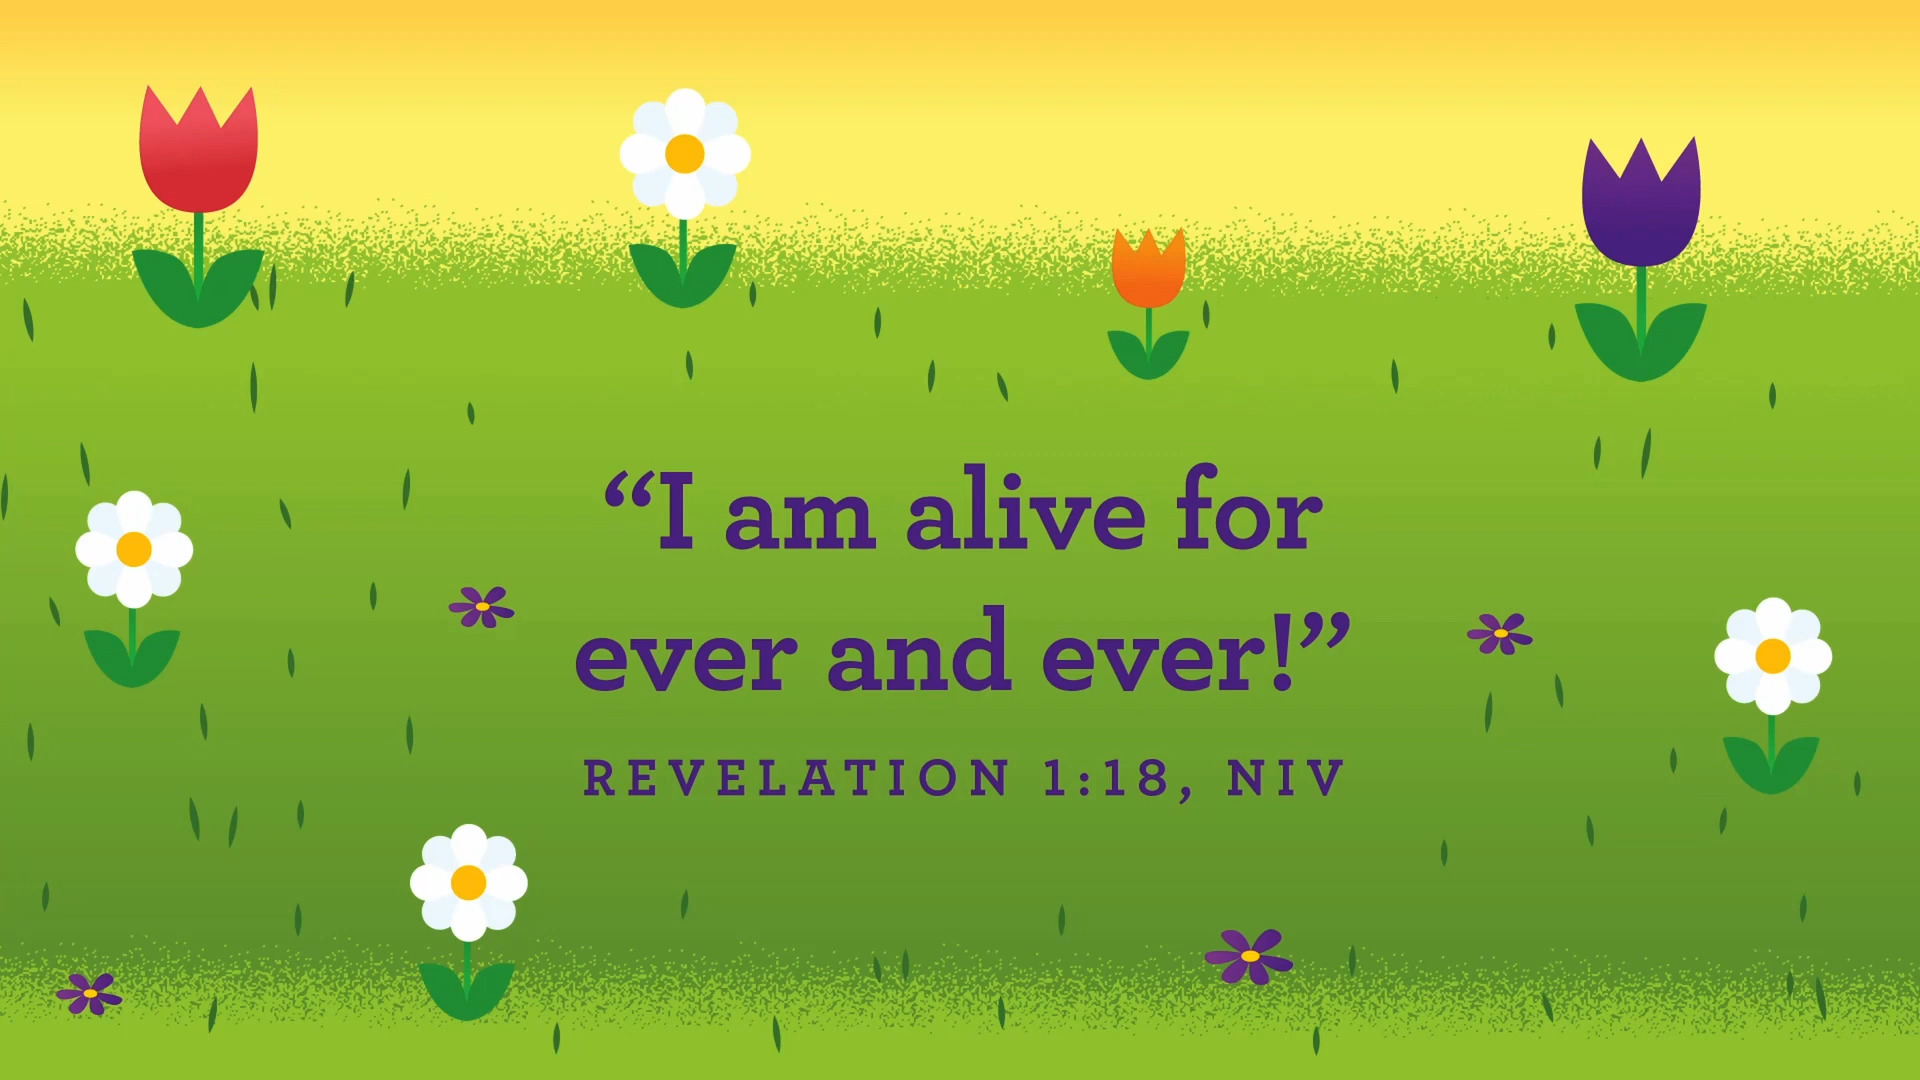 “I am alive for
ever and ever!”
REVELATION 1:18, NIV